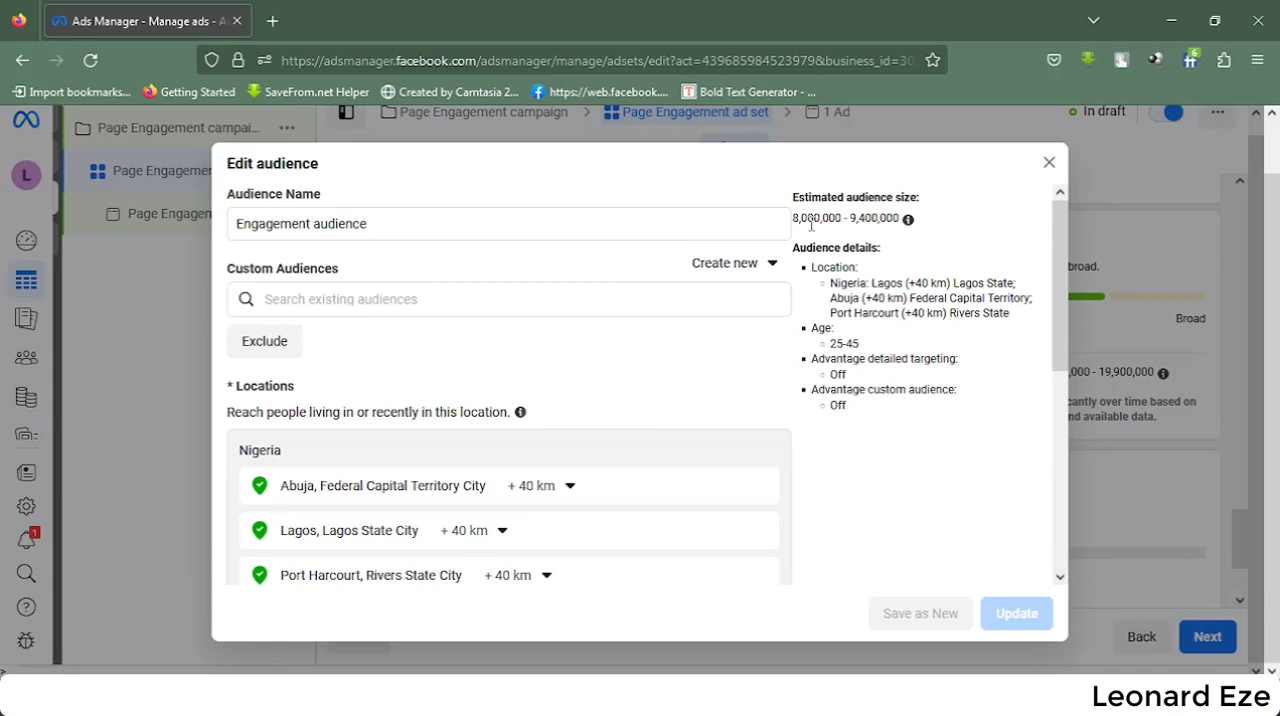 Ads Manager - Manage ads - A
https://adsmanager.facebook.com/adsmanager/manage/adsets/edit?act=439685984523979&business_id=30
6
Import bookmarks...
Getting Started
SaveFrom.net Helper
Created by Camtasia 2...
https://web.facebook....
Bold Text Generator - ...
Page Engagement campai...
Page Engagement campaign
Page Engagement ad set
1 Ad
In draft
L
Page Engagemen
Page Engagen
Edit audience
Audience Name
Engagement audience
Custom Audiences
Create new
Search existing audiences
Exclude
* Locations
Reach people living in or recently in this location.
Nigeria
Abuja, Federal Capital Territory City + 40 km
Lagos, Lagos State City + 40 km
Port Harcourt, Rivers State City + 40 km
Estimated audience size:
8,000,000 - 9,400,000
Audience details:
Location:
Nigeria: Lagos (+40 km) Lagos State;
Abuja (+40 km) Federal Capital Territory;
Port Harcourt (+40 km) Rivers State
Age:
25-45
Advantage detailed targeting:
Off
Advantage custom audience:
Off
Save as New
Update
broad.
Broad
,000 - 19,900,000
cantly over time based on
nd available data.
1
Back
Next
Leonard Eze